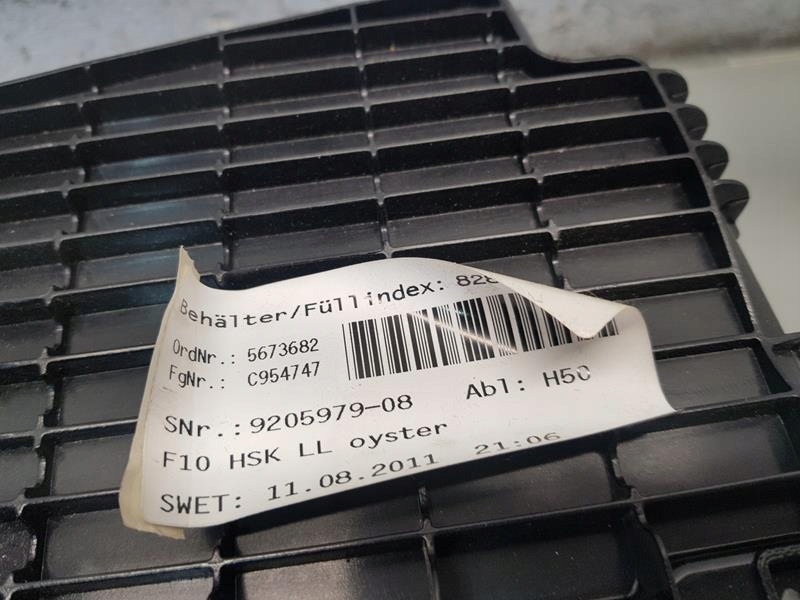 Behälter/Füllindex:
OrdNr.: 5673682
FgNr.: C954747
SNr.:9205979-08 Abl: H50
F10 HSK LL oyster
SWET: 11.08.2011 21:06